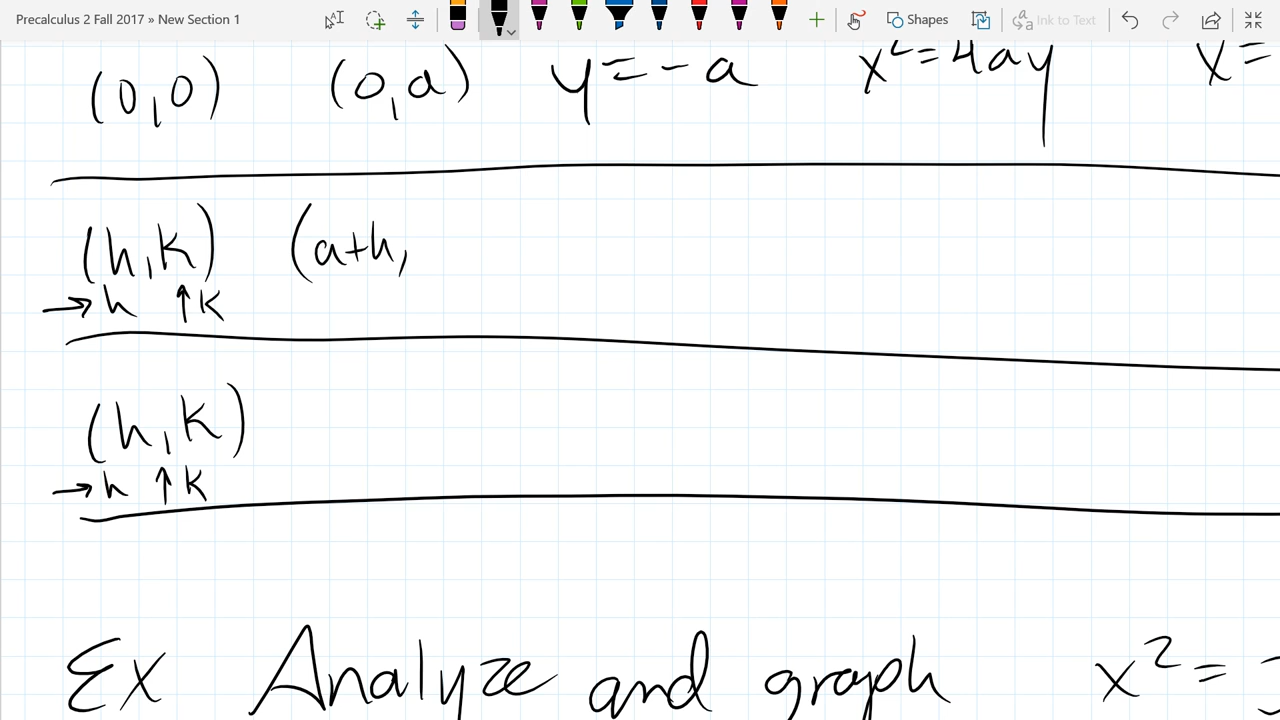 Precalculus 2 Fall 2017 » New Section 1 Shapes Ink to Text
(0,0) (0,a) y=-a x²=4ay x=
(h,k) (a+h,
→h ↑k
(h,k)
→h ↑k
Ex Analyze and graph x²=